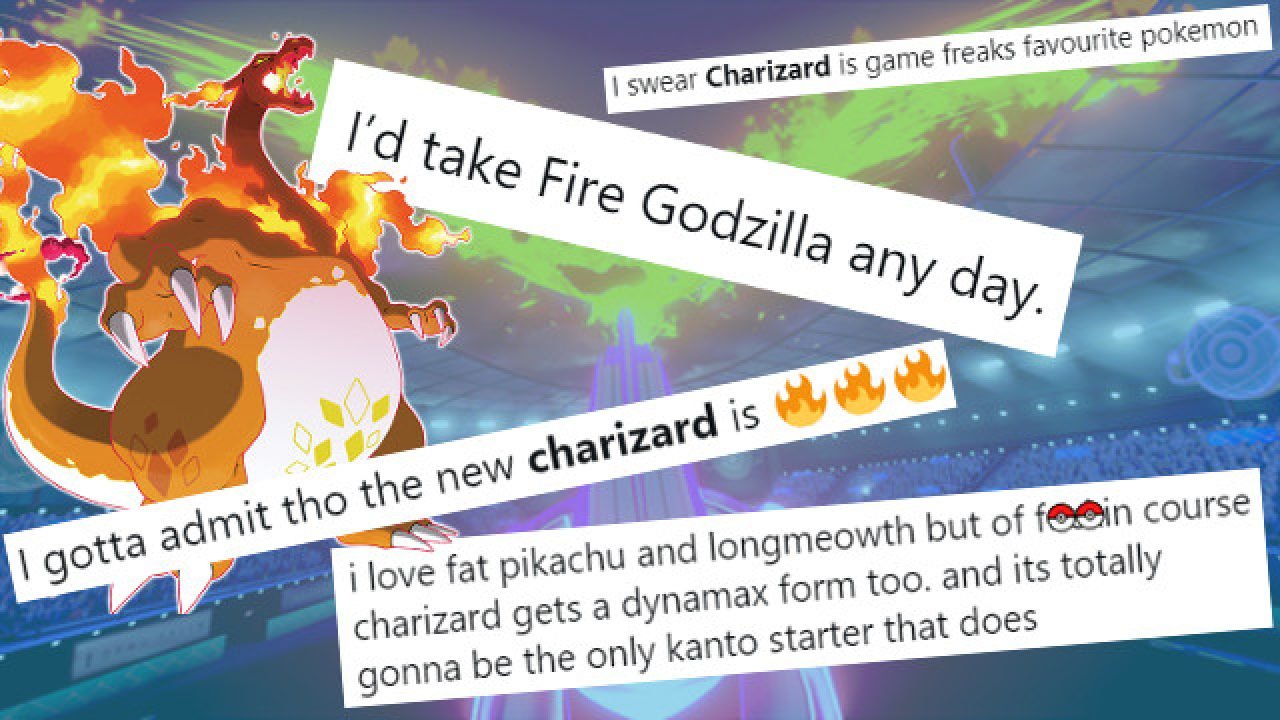 I swear Charizard is game freaks favourite pokemon
I'd take Fire Godzilla any day.
I gotta admit tho the new charizard is 🔥🔥🔥
i love fat pikachu and longmeowth but of f in course
charizard gets a dynamax form too. and its totally
gonna be the only kanto starter that does